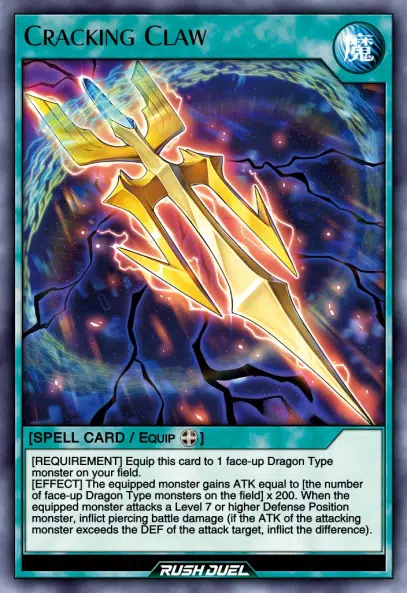 Cracking Claw
魔
[SPELL CARD / Equip ]
[REQUIREMENT] Equip this card to 1 face-up Dragon Type
monster on your field.
[EFFECT] The equipped monster gains ATK equal to [the number
of face-up Dragon Type monsters on the field] x 200. When the
equipped monster attacks a Level 7 or higher Defense Position
monster, inflict piercing battle damage (if the ATK of the attacking
monster exceeds the DEF of the attack target, inflict the difference).
RUSH DUEL